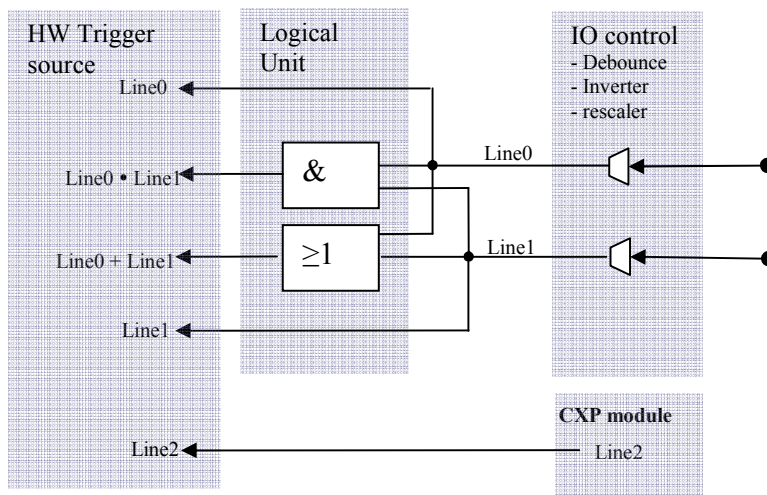 HW Trigger
source
Logical
Unit
IO control
- Debounce
- Inverter
- rescaler
Line0
Line0 • Line1
&
Line0
Line0 + Line1
≥1
Line1
Line1
CXP module
Line2
Line2